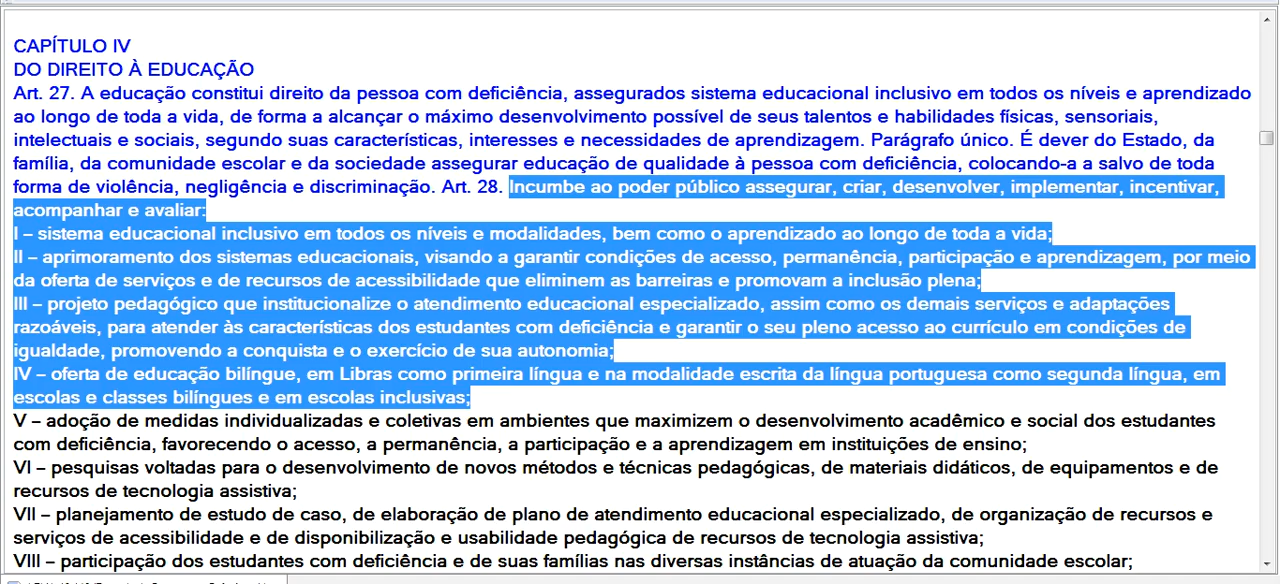 CAPÍTULO IV
DO DIREITO À EDUCAÇÃO
Art. 27. A educação constitui direito da pessoa com deficiência, assegurados sistema educacional inclusivo em todos os níveis e aprendizado
ao longo de toda a vida, de forma a alcançar o máximo desenvolvimento possível de seus talentos e habilidades físicas, sensoriais,
intelectuais e sociais, segundo suas características, interesses e necessidades de aprendizagem. Parágrafo único. É dever do Estado, da
família, da comunidade escolar e da sociedade assegurar educação de qualidade à pessoa com deficiência, colocando-a a salvo de toda
forma de violência, negligência e discriminação. Art. 28. Incumbe ao poder público assegurar, criar, desenvolver, implementar, incentivar,
acompanhar e avaliar:
I – sistema educacional inclusivo em todos os níveis e modalidades, bem como o aprendizado ao longo de toda a vida;
II – aprimoramento dos sistemas educacionais, visando a garantir condições de acesso, permanência, participação e aprendizagem, por meio
da oferta de serviços e de recursos de acessibilidade que eliminem as barreiras e promovam a inclusão plena;
III – projeto pedagógico que institucionalize o atendimento educacional especializado, assim como os demais serviços e adaptações
razoáveis, para atender às características dos estudantes com deficiência e garantir o seu pleno acesso ao currículo em condições de
igualdade, promovendo a conquista e o exercício de sua autonomia;
IV – oferta de educação bilíngue, em Libras como primeira língua e na modalidade escrita da língua portuguesa como segunda língua, em
escolas e classes bilíngues e em escolas inclusivas;
V – adoção de medidas individualizadas e coletivas em ambientes que maximizem o desenvolvimento acadêmico e social dos estudantes
com deficiência, favorecendo o acesso, a permanência, a participação e a aprendizagem em instituições de ensino;
VI – pesquisas voltadas para o desenvolvimento de novos métodos e técnicas pedagógicas, de materiais didáticos, de equipamentos e de
recursos de tecnologia assistiva;
VII – planejamento de estudo de caso, de elaboração de plano de atendimento educacional especializado, de organização de recursos e
serviços de acessibilidade e de disponibilização e usabilidade pedagógica de recursos de tecnologia assistiva;
VIII – participação dos estudantes com deficiência e de suas famílias nas diversas instâncias de atuação da comunidade escolar;